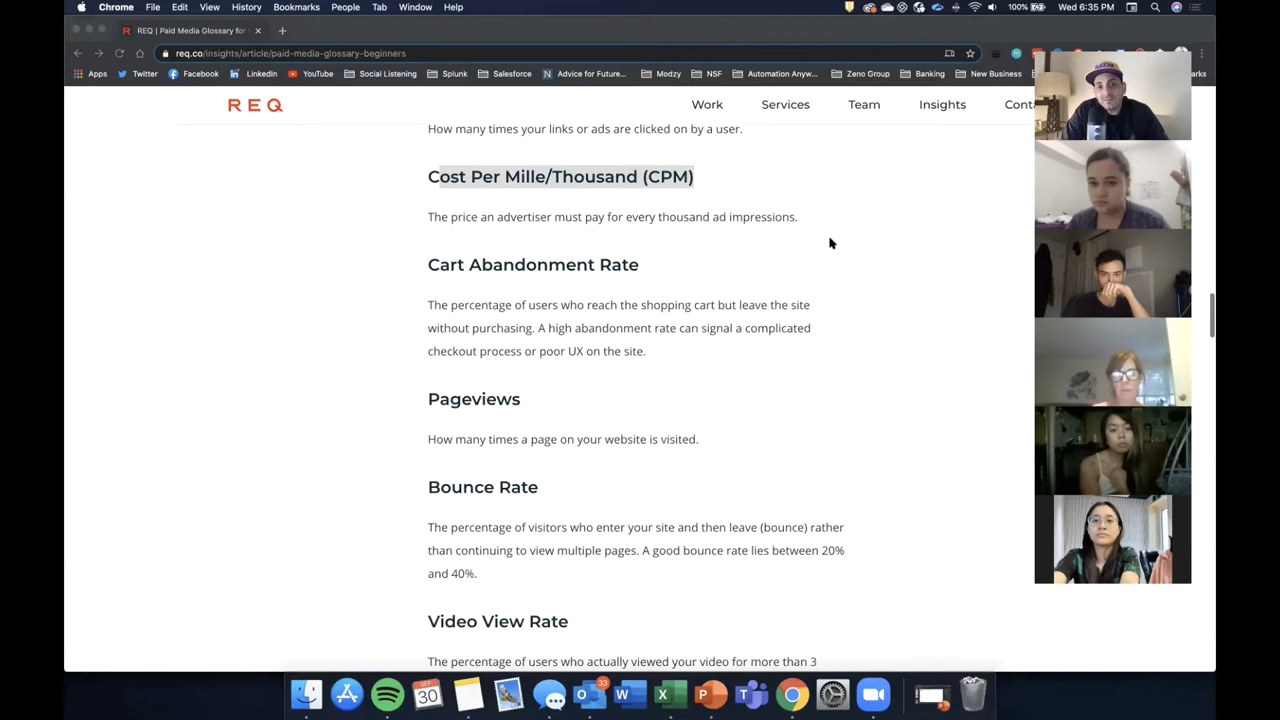 Chrome File Edit View History Bookmarks People Tab Window Help
100% Wed 6:35 PM
REQ | Paid Media Glossary for
req.co/insights/article/paid-media-glossary-beginners
Apps Twitter Facebook LinkedIn YouTube Social Listening Splunk Salesforce Advice for Future... Modzy NSF Automation Anyw... Zeno Group Banking New Business
REQ
Work Services Team Insights
How many times your links or ads are clicked on by a user.
Cost Per Mille/Thousand (CPM)
The price an advertiser must pay for every thousand ad impressions.
Cart Abandonment Rate
The percentage of users who reach the shopping cart but leave the site
without purchasing. A high abandonment rate can signal a complicated
checkout process or poor UX on the site.
Pageviews
How many times a page on your website is visited.
Bounce Rate
The percentage of visitors who enter your site and then leave (bounce) rather
than continuing to view multiple pages. A good bounce rate lies between 20%
and 40%.
Video View Rate
The percentage of users who actually viewed your video for more than 3
SEP
30
33